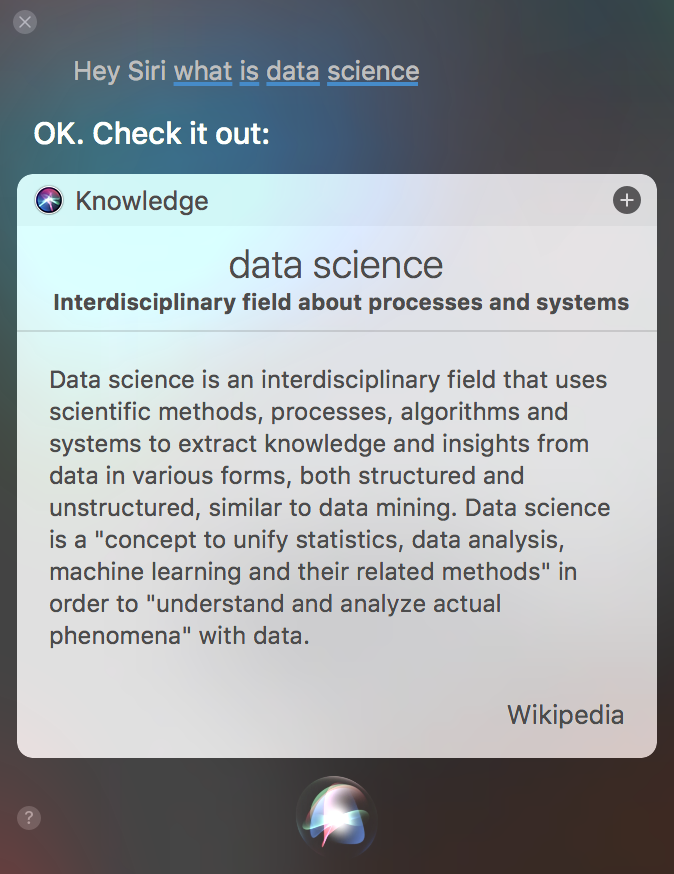 Hey Siri what is data science
OK. Check it out:
Knowledge
data science
Interdisciplinary field about processes and systems
Data science is an interdisciplinary field that uses
scientific methods, processes, algorithms and
systems to extract knowledge and insights from
data in various forms, both structured and
unstructured, similar to data mining. Data science
is a "concept to unify statistics, data analysis,
machine learning and their related methods" in
order to "understand and analyze actual
phenomena" with data.
Wikipedia
?